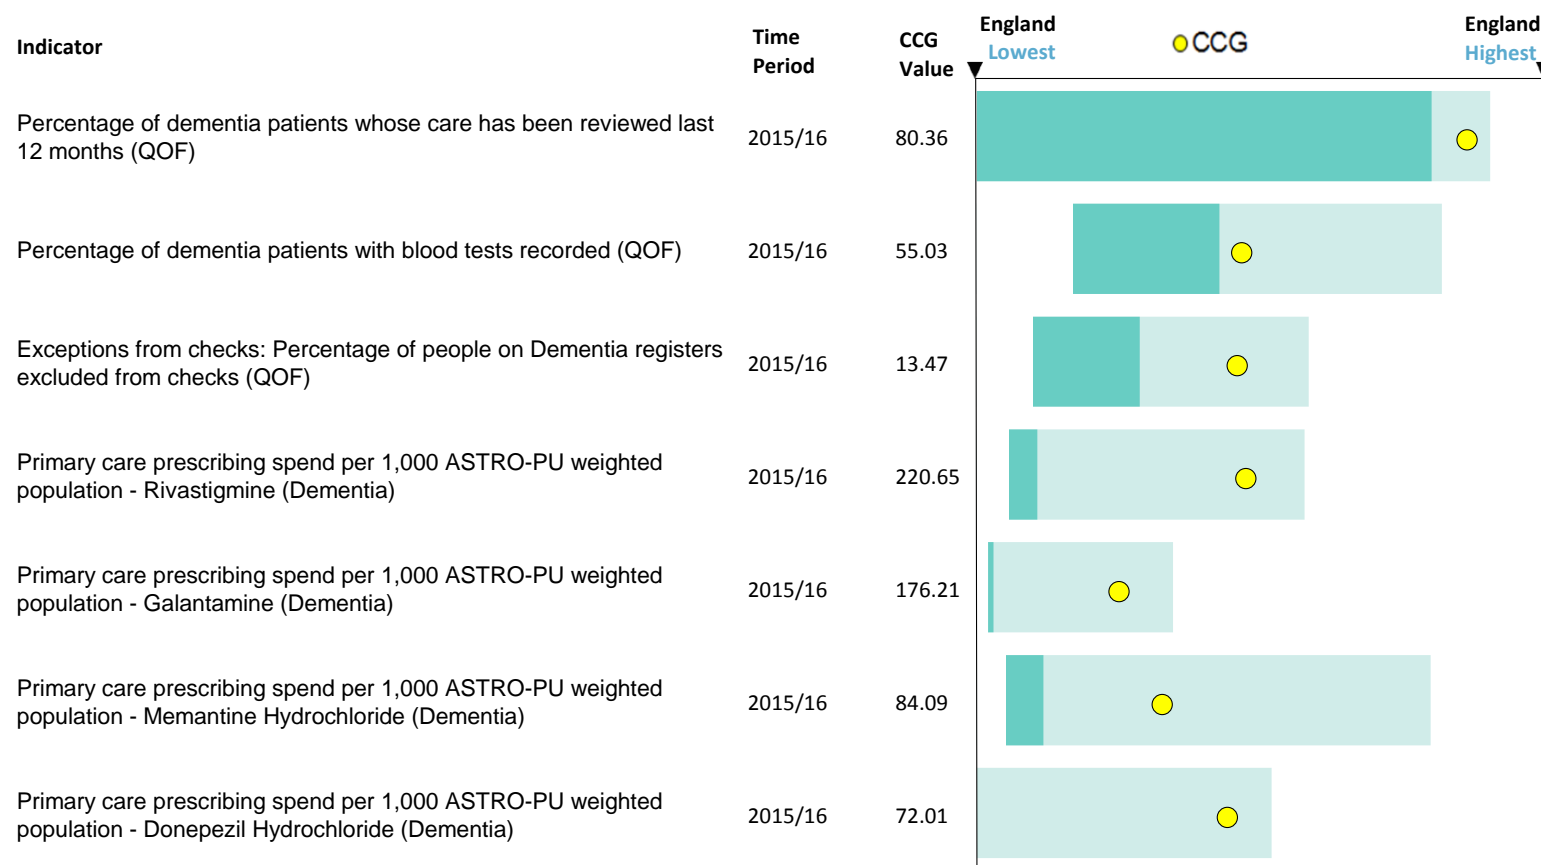 Indicator
Time
Period
CCG
Value
England
Lowest
CCG
England
Highest
Percentage of dementia patients whose care has been reviewed last
12 months (QOF)
2015/16
80.36
Percentage of dementia patients with blood tests recorded (QOF)
2015/16
55.03
Exceptions from checks: Percentage of people on Dementia registers
excluded from checks (QOF)
2015/16
13.47
Primary care prescribing spend per 1,000 ASTRO-PU weighted
population - Rivastigmine (Dementia)
2015/16
220.65
Primary care prescribing spend per 1,000 ASTRO-PU weighted
population - Galantamine (Dementia)
2015/16
176.21
Primary care prescribing spend per 1,000 ASTRO-PU weighted
population - Memantine Hydrochloride (Dementia)
2015/16
84.09
Primary care prescribing spend per 1,000 ASTRO-PU weighted
population - Donepezil Hydrochloride (Dementia)
2015/16
72.01